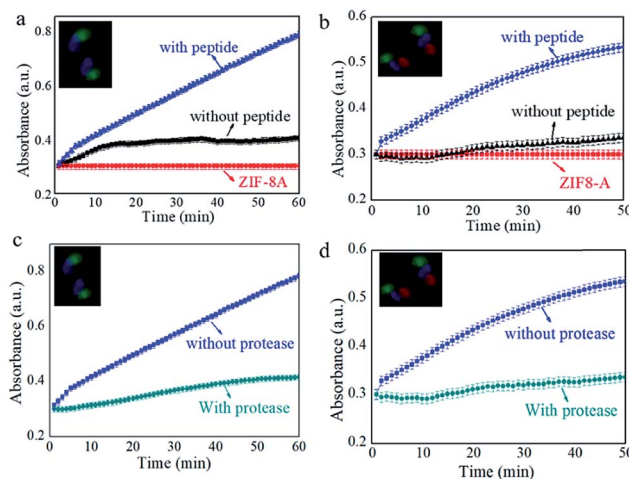 a
0.8
0.6
0.4
0.2
Absorbance (a.u.)
with peptide
without peptide
ZIF-8A
0 10 20 30 40 50 60
Time (min)
b
0.6
0.5
0.4
0.3
0.2
Absorbance (a.u.)
with peptide
without peptide
ZIF8-A
0 10 20 30 40 50
Time (min)
c
0.8
0.6
0.4
0.2
Absorbance (a.u.)
without protease
With protease
0 10 20 30 40 50 60
Time (min)
d
0.6
0.5
0.4
0.3
0.2
Absorbance (a.u.)
without protease
With protease
0 10 20 30 40 50
Time (min)